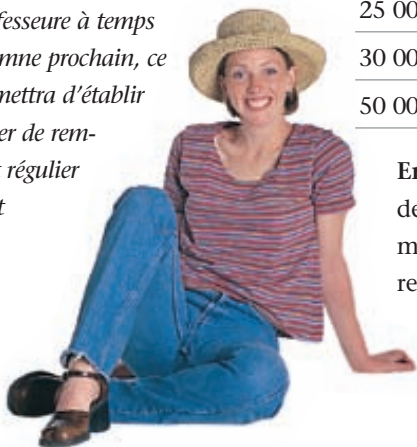 fesseure à temps
mne prochain, ce
mettra d'établir
er de rem-
régulier
t
25 00
30 00
50 00
En
de
m
re